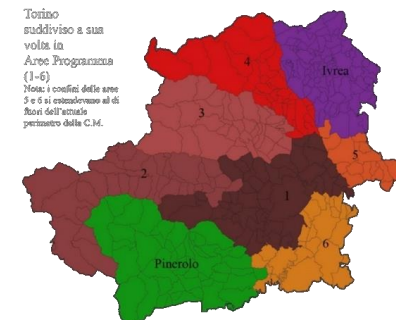 Torino
suddiviso a sua
volta in
Aree Programma
(1-6)
Nota: i confini delle aree
5 e 6 si estendevano al di
fuori dell'attuale
perimetro della C.M.
4
Ivrea
3
5
2
1
6
Pinerolo